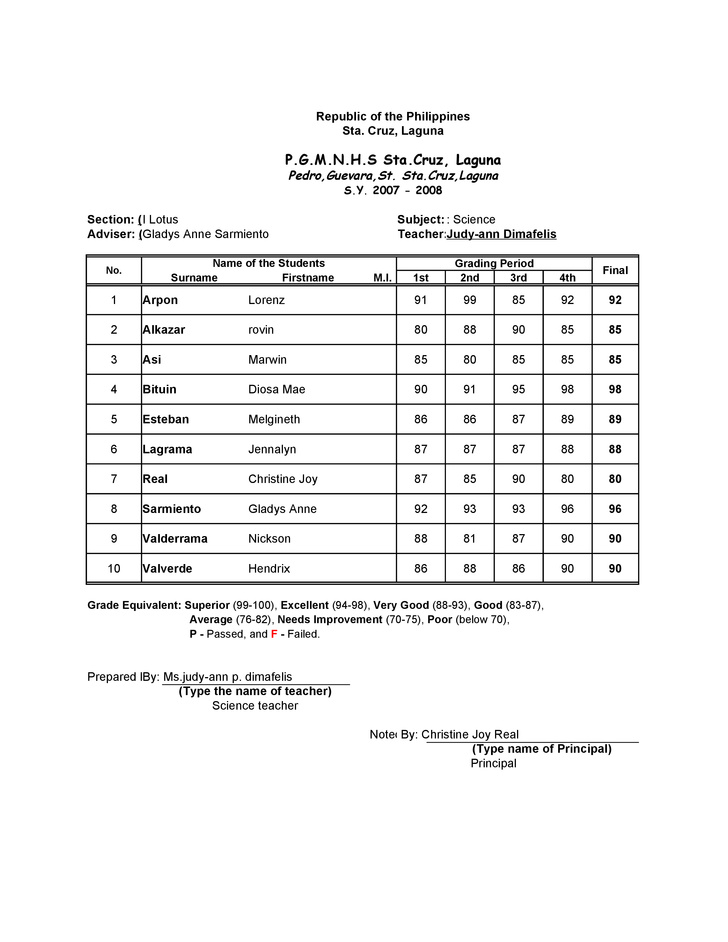 Republic of the Philippines
Sta. Cruz, Laguna
P.G.M.N.H.S Sta.Cruz, Laguna
Pedro,Guevara,St. Sta.Cruz,Laguna
S.Y. 2007 - 2008
Section: (I Lotus Subject: : Science
Adviser: (Gladys Anne Sarmiento Teacher:Judy-ann Dimafelis
No. Name of the Students Grading Period Final
Surname Firstname M.I. 1st 2nd 3rd 4th
1 Arpon Lorenz 91 99 85 92 92
2 Alkazar rovin 80 88 90 85 85
3 Asi Marwin 85 80 85 85 85
4 Bituin Diosa Mae 90 91 95 98 98
5 Esteban Melgineth 86 86 87 89 89
6 Lagrama Jennalyn 87 87 87 88 88
7 Real Christine Joy 87 85 90 80 80
8 Sarmiento Gladys Anne 92 93 93 96 96
9 Valderrama Nickson 88 81 87 90 90
10 Valverde Hendrix 86 88 86 90 90
Grade Equivalent: Superior (99-100), Excellent (94-98), Very Good (88-93), Good (83-87),
Average (76-82), Needs Improvement (70-75), Poor (below 70),
P - Passed, and F - Failed.
Prepared By: Ms.judy-ann p. dimafelis
(Type the name of teacher)
Science teacher
Note By: Christine Joy Real
(Type name of Principal)
Principal